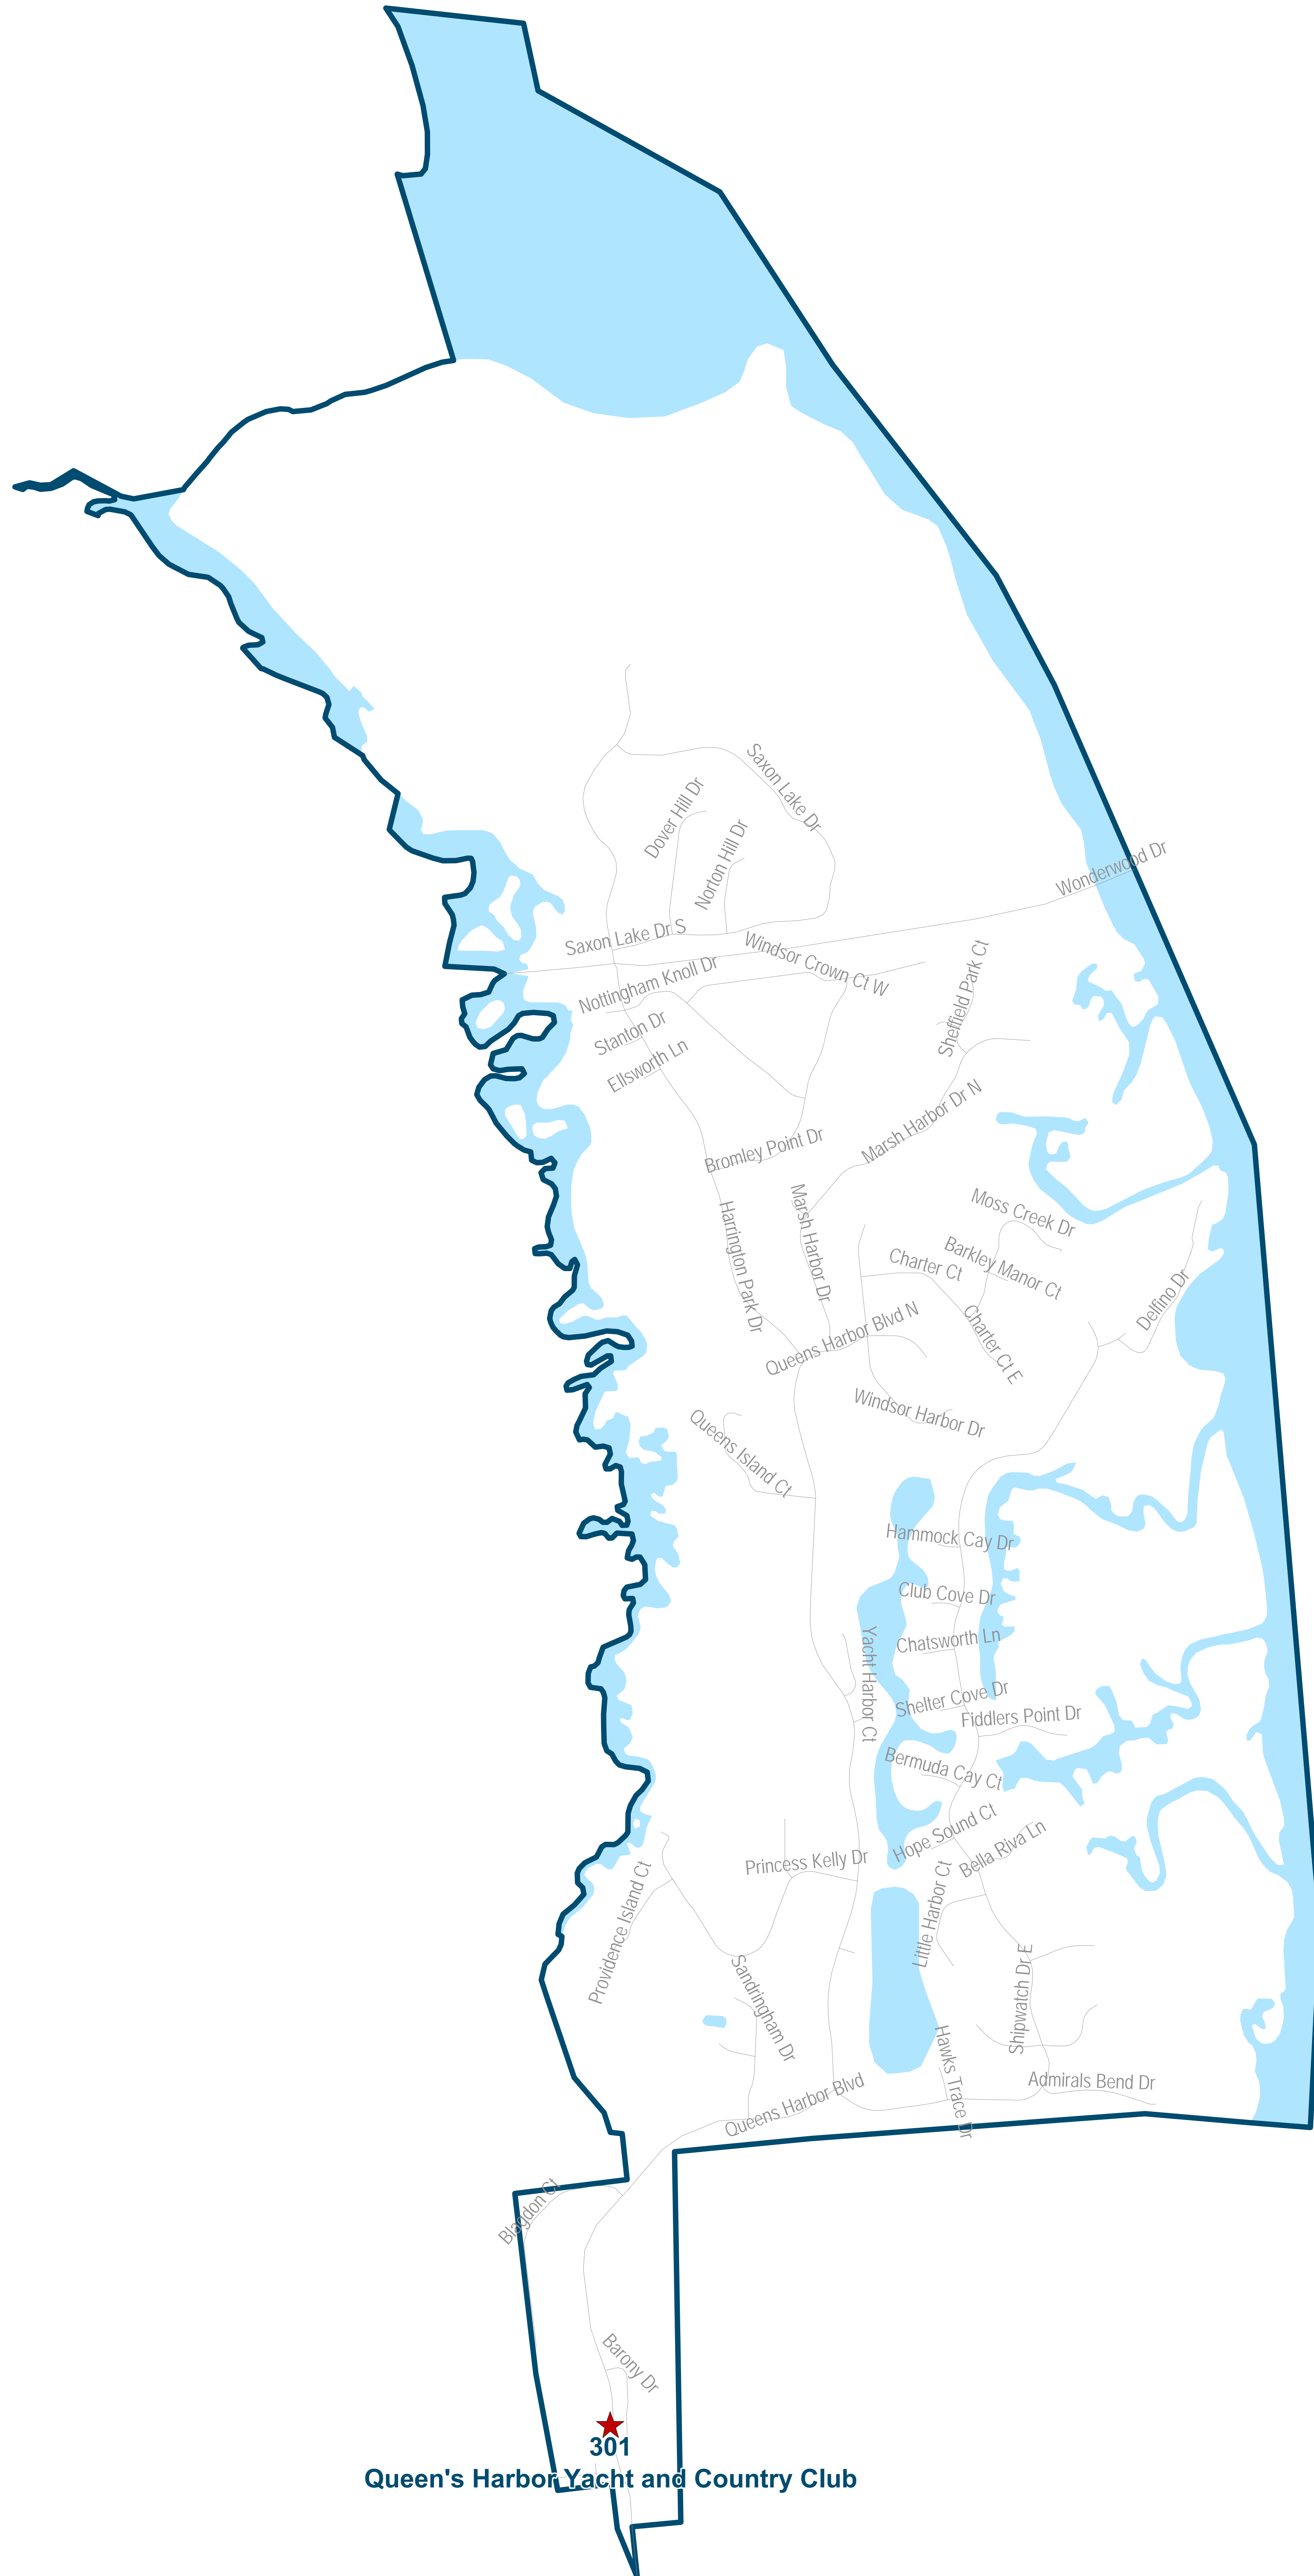 Saxon Lake Dr
Dover Hill Dr
Norton Hill Dr
Wonderwood Dr
Saxon Lake Dr S
Windsor Crown Ct W
Sheffield Park Ct
Nottingham Knoll Dr
Stanton Dr
Ellsworth Ln
Marsh Harbor Dr N
Bromley Point Dr
Harrington Park Dr
Marsh Harbor Dr
Moss Creek Dr
Barkley Manor Ct
Charter Ct
Delfino Dr
Charter Ct E
Queens Harbor Blvd N
Windsor Harbor Dr
Queens Island Ct
Hammock Cay Dr
Club Cove Dr
Chatsworth Ln
Yacht Harbor Ct
Shelter Cove Dr
Fiddlers Point Dr
Bermuda Cay Ct
Hope Sound Ct
Bella Riva Ln
Princess Kelly Dr
Little Harbor Ct
Providence Island Ct
Sandringham Dr
Shipwatch Dr E
Hawks Trace Dr
Admirals Bend Dr
Queens Harbor Blvd
Blagdon Ct
Barony Dr
301
Queen's Harbor Yacht and Country Club